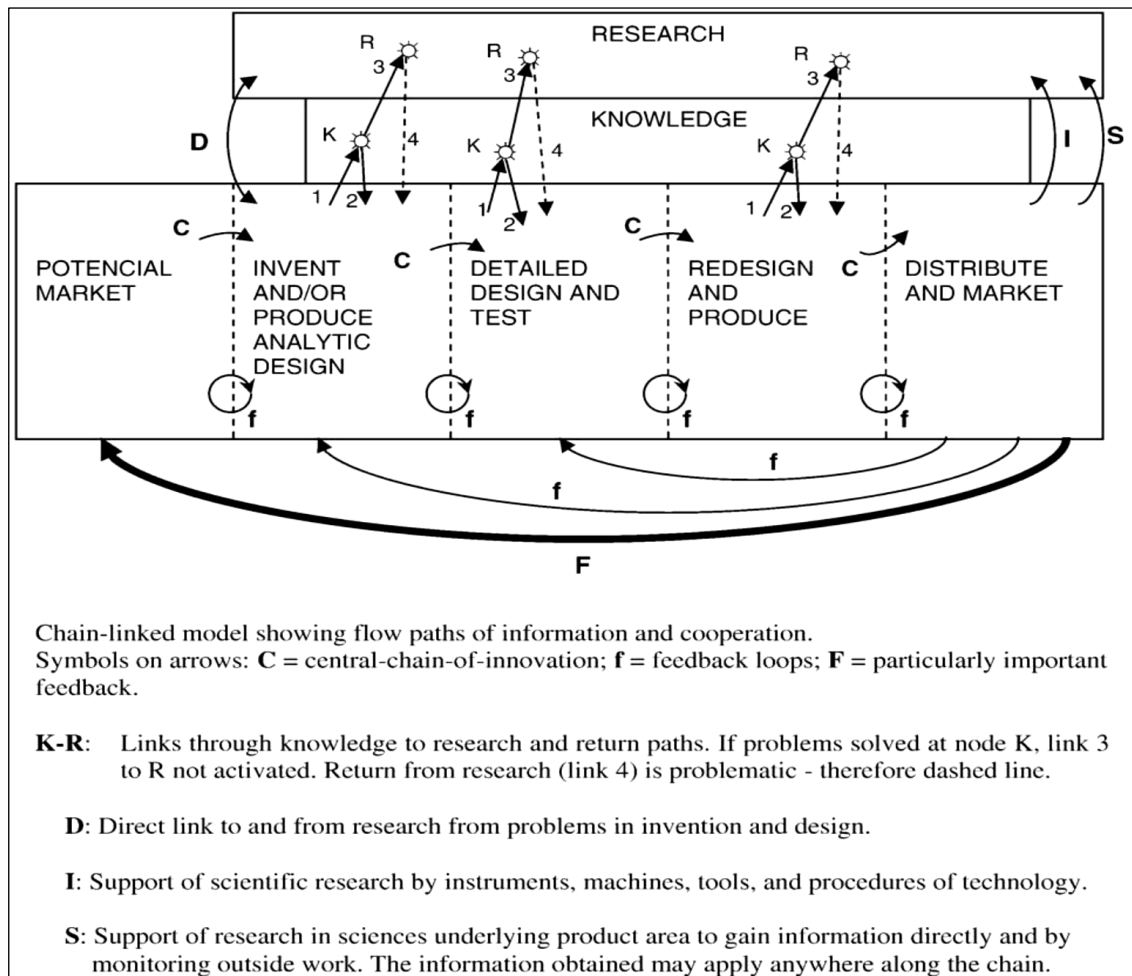 RESEARCH
R
3
R
3
R
3
KNOWLEDGE
D
K
4
K
4
K
4
I
S
1
2
1
2
1
2
C
C
C
C
POTENCIAL
MARKET
INVENT
AND/OR
PRODUCE
ANALYTIC
DESIGN
DETAILED
DESIGN AND
TEST
REDESIGN
AND
PRODUCE
DISTRIBUTE
AND MARKET
f
f
f
f
f
f
F
Chain-linked model showing flow paths of information and cooperation.
Symbols on arrows: C = central-chain-of-innovation; f = feedback loops; F = particularly important
feedback.
K-R: Links through knowledge to research and return paths. If problems solved at node K, link 3
to R not activated. Return from research (link 4) is problematic - therefore dashed line.
D: Direct link to and from research from problems in invention and design.
I: Support of scientific research by instruments, machines, tools, and procedures of technology.
S: Support of research in sciences underlying product area to gain information directly and by
monitoring outside work. The information obtained may apply anywhere along the chain.